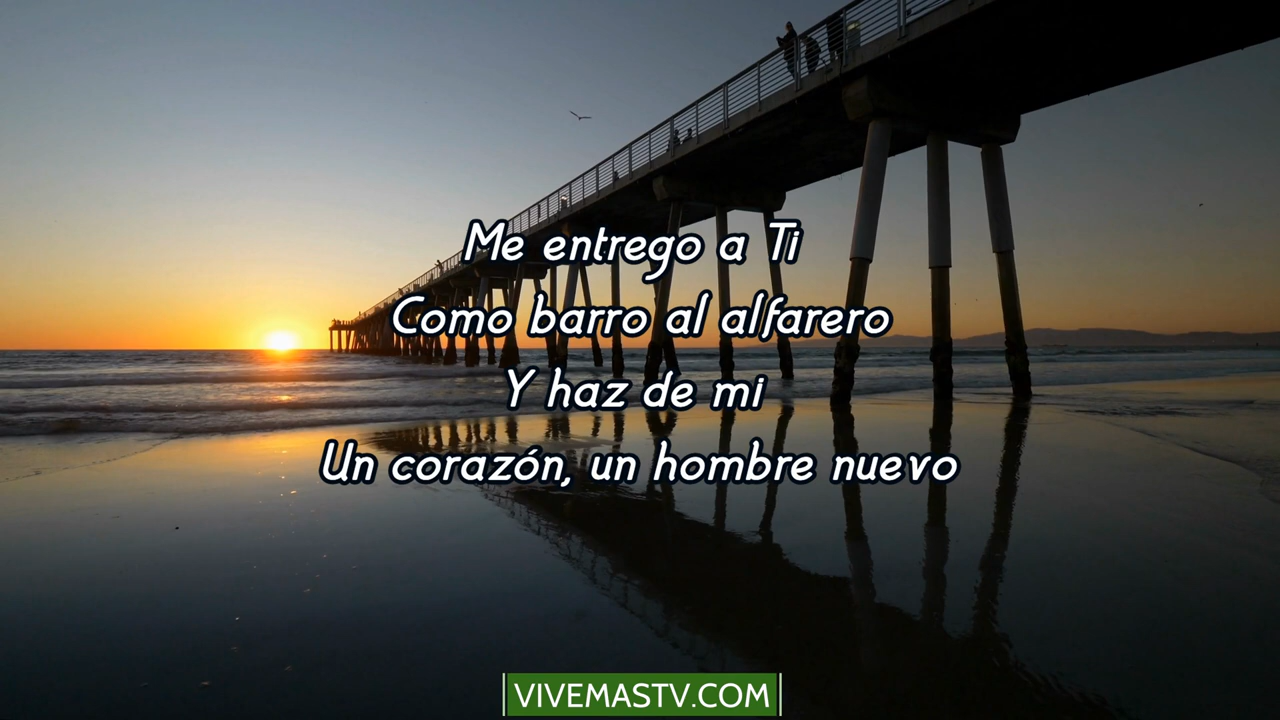 Me entrego a Ti
Como barro al alfarero
Y haz de mi
Un corazón, un hombre nuevo
VIVEMASTV.COM